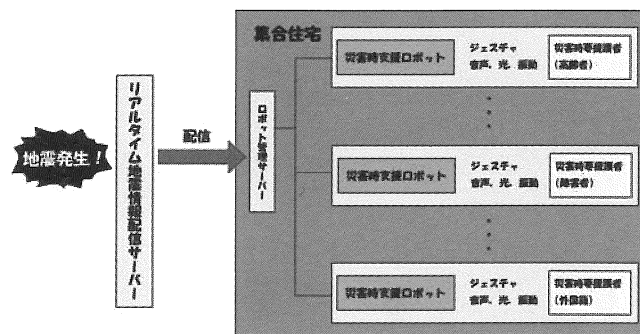 集合住宅
地震発生!
リアルタイム地震情報配信サーバー
配信
ロボット管理サーバー
災害時支援ロボット
ジェスチャ
音声、光、振動
災害時要援護者
(高齢者)
災害時支援ロボット
ジェスチャ
音声、光、振動
災害時要援護者
(障害者)
災害時支援ロボット
ジェスチャ
音声、光、振動
災害時要援護者
(外国籍)